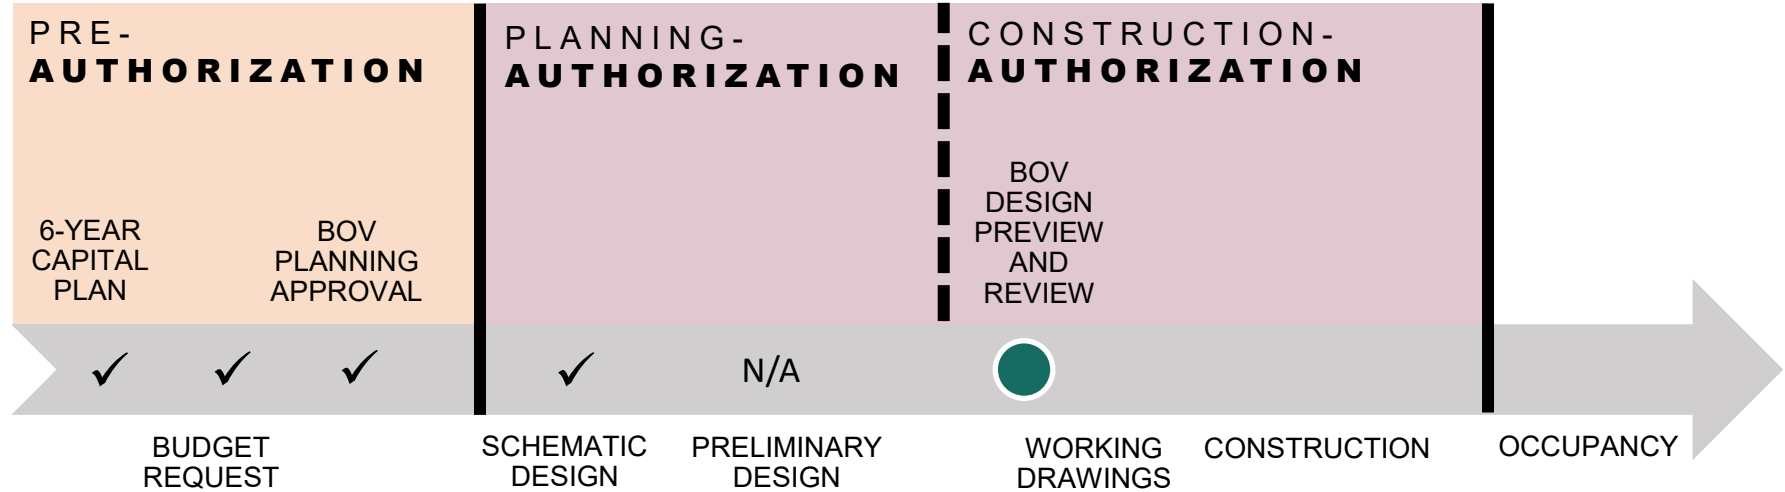 PRE-
AUTHORIZATION
PLANNING-
AUTHORIZATION
CONSTRUCTION-
AUTHORIZATION
6-YEAR
CAPITAL
PLAN
BOV
PLANNING
APPROVAL
BOV
DESIGN
PREVIEW
AND
REVIEW
N/A
BUDGET
REQUEST
SCHEMATIC
DESIGN
PRELIMINARY
DESIGN
WORKING
DRAWINGS
CONSTRUCTION
OCCUPANCY